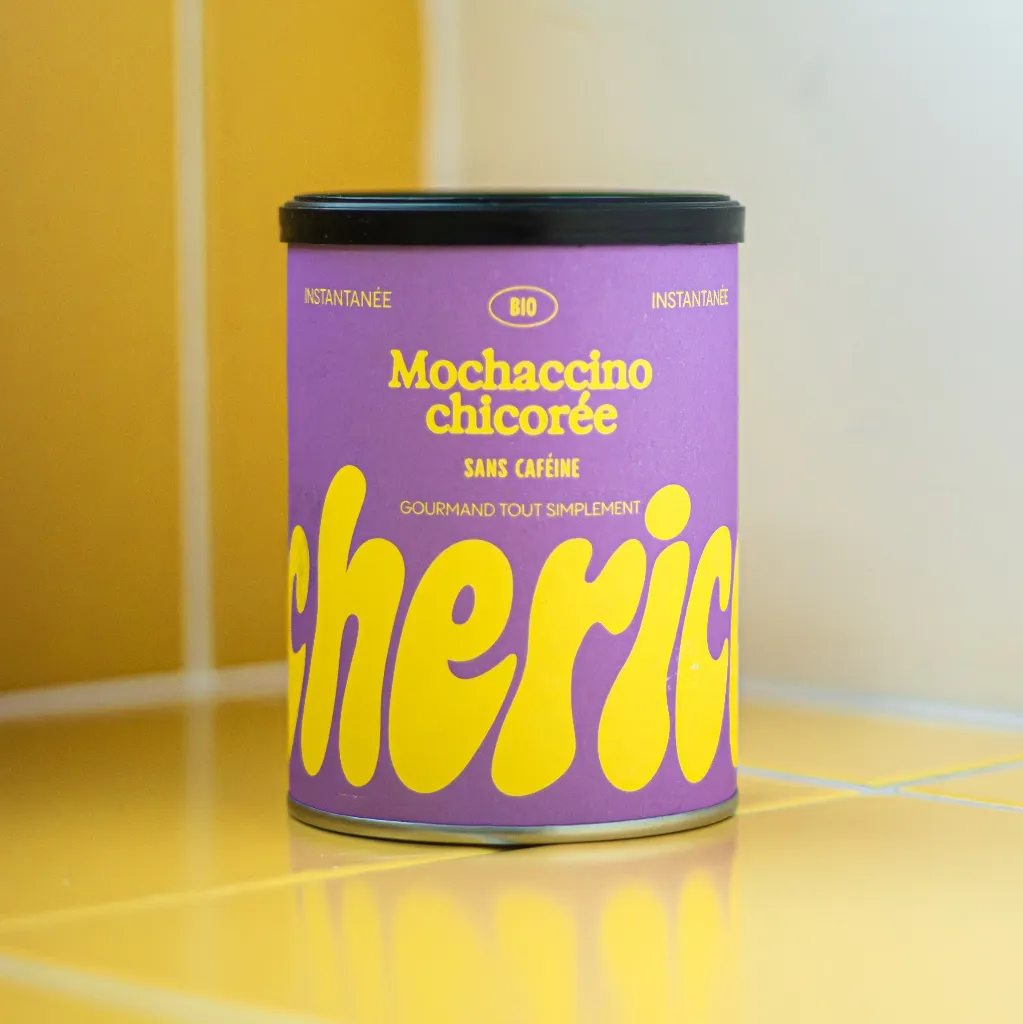 INSTANTANÉE BIO INSTANTANÉE
Mochaccino
chicorée
SANS CAFÉINE
GOURMAND TOUT SIMPLEMENT
cheric